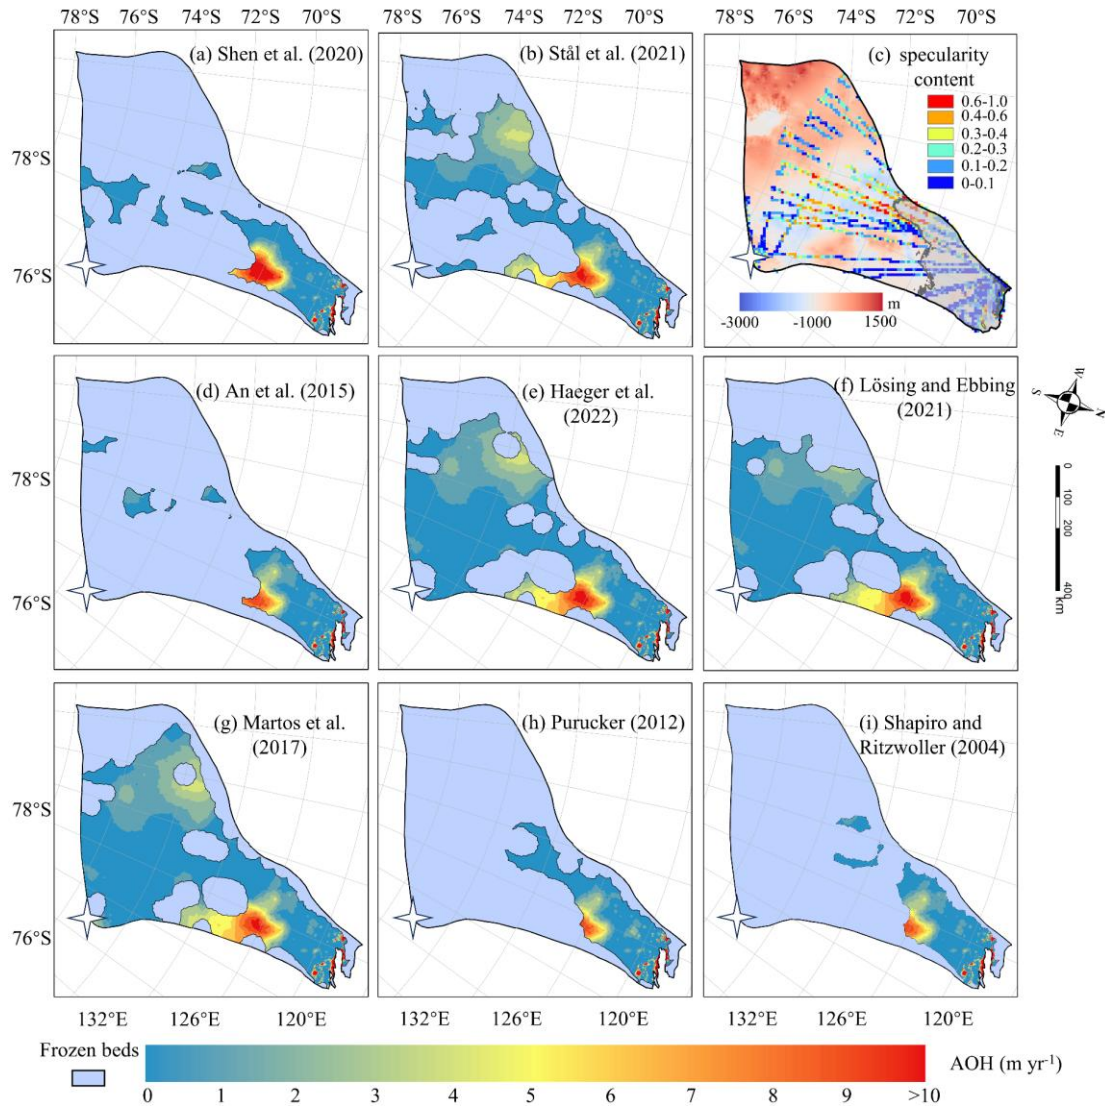 78°S 76°S 74°S 72°S 70°S 78°S 76°S 74°S 72°S 70°S 78°S 76°S 74°S 72°S 70°S
(a) Shen et al. (2020)
(b) Stål et al. (2021)
(c) specularity
content
0.6-1.0
0.4-0.6
0.3-0.4
0.2-0.3
0.1-0.2
0-0.1
m
-3000 -1000 1500
78°S
76°S
(d) An et al. (2015)
(e) Haeger et al.
(2022)
(f) Lösing and Ebbing
(2021)
78°S
76°S
W
S
N
E
0
100
200
400
Km
(g) Martos et al.
(2017)
(h) Purucker (2012)
(i) Shapiro and
Ritzwoller (2004)
78°S
76°S
132°E 126°E 120°E 132°E 126°E 120°E 132°E 126°E 120°E
Frozen beds
AOH (m yr⁻¹)
0 1 2 3 4 5 6 7 8 9 >10